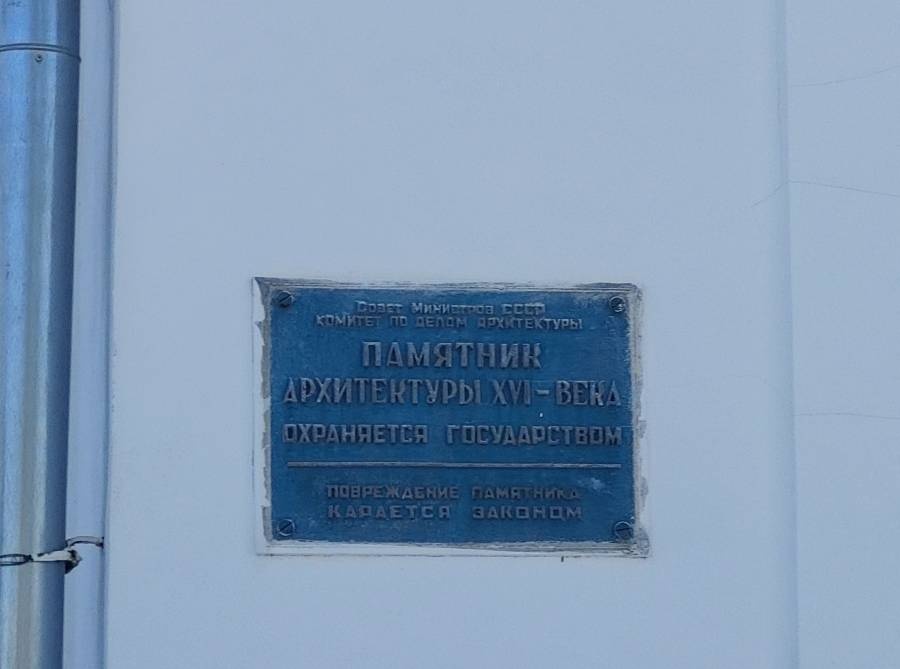 Совет Министров СССР
КОМИТЕТ ПО ДЕЛАМ АРХИТЕКТУРЫ
ПАМЯТНИК
АРХИТЕКТУРЫ XVI-ВЕКА
ОХРАНЯЕТСЯ ГОСУДАРСТВОМ
ПОВРЕЖДЕНИЕ ПАМЯТНИКА
КАРАЕТСЯ ЗАКОНОМ